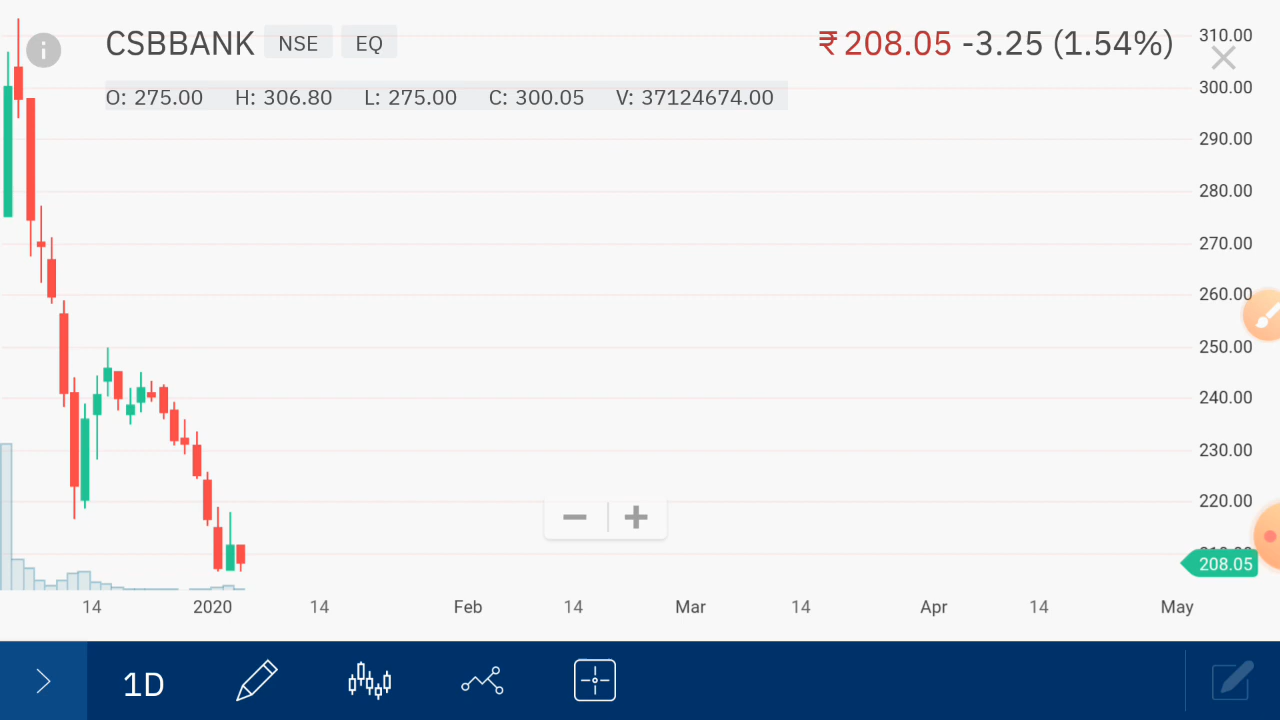 CSBBANK NSE EQ ₹ 208.05 -3.25 (1.54%)
O: 275.00 H: 306.80 L: 275.00 C: 300.05 V: 37124674.00
310.00
300.00
290.00
280.00
270.00
260.00
250.00
240.00
230.00
220.00
208.05
14 2020 14 Feb 14 Mar 14 Apr 14 May
1D